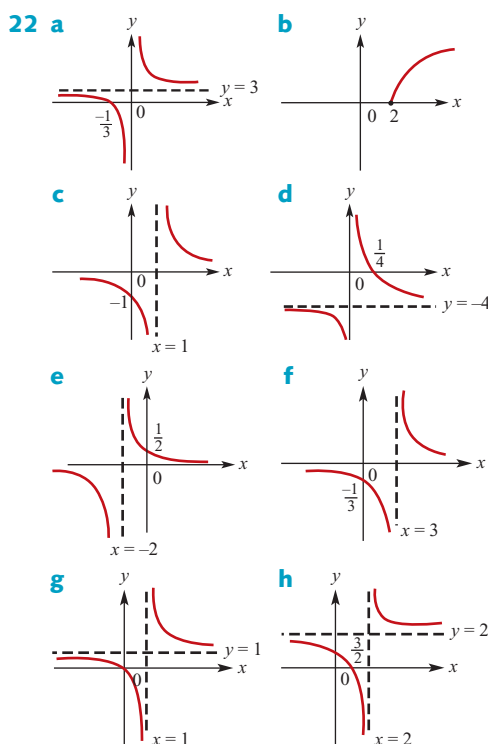 22 a
y
y = 3
x
0
–1
3
b
y
x
0 2
c
y
0
x
–1
x = 1
d
y
1
4
0
x
y = –4
e
y
1
2
x
0
x = –2
f
y
0
x
–1
3
x = 3
g
y
y = 1
x
0
x = 1
h
y
y = 2
3
2
x
0
x = 2